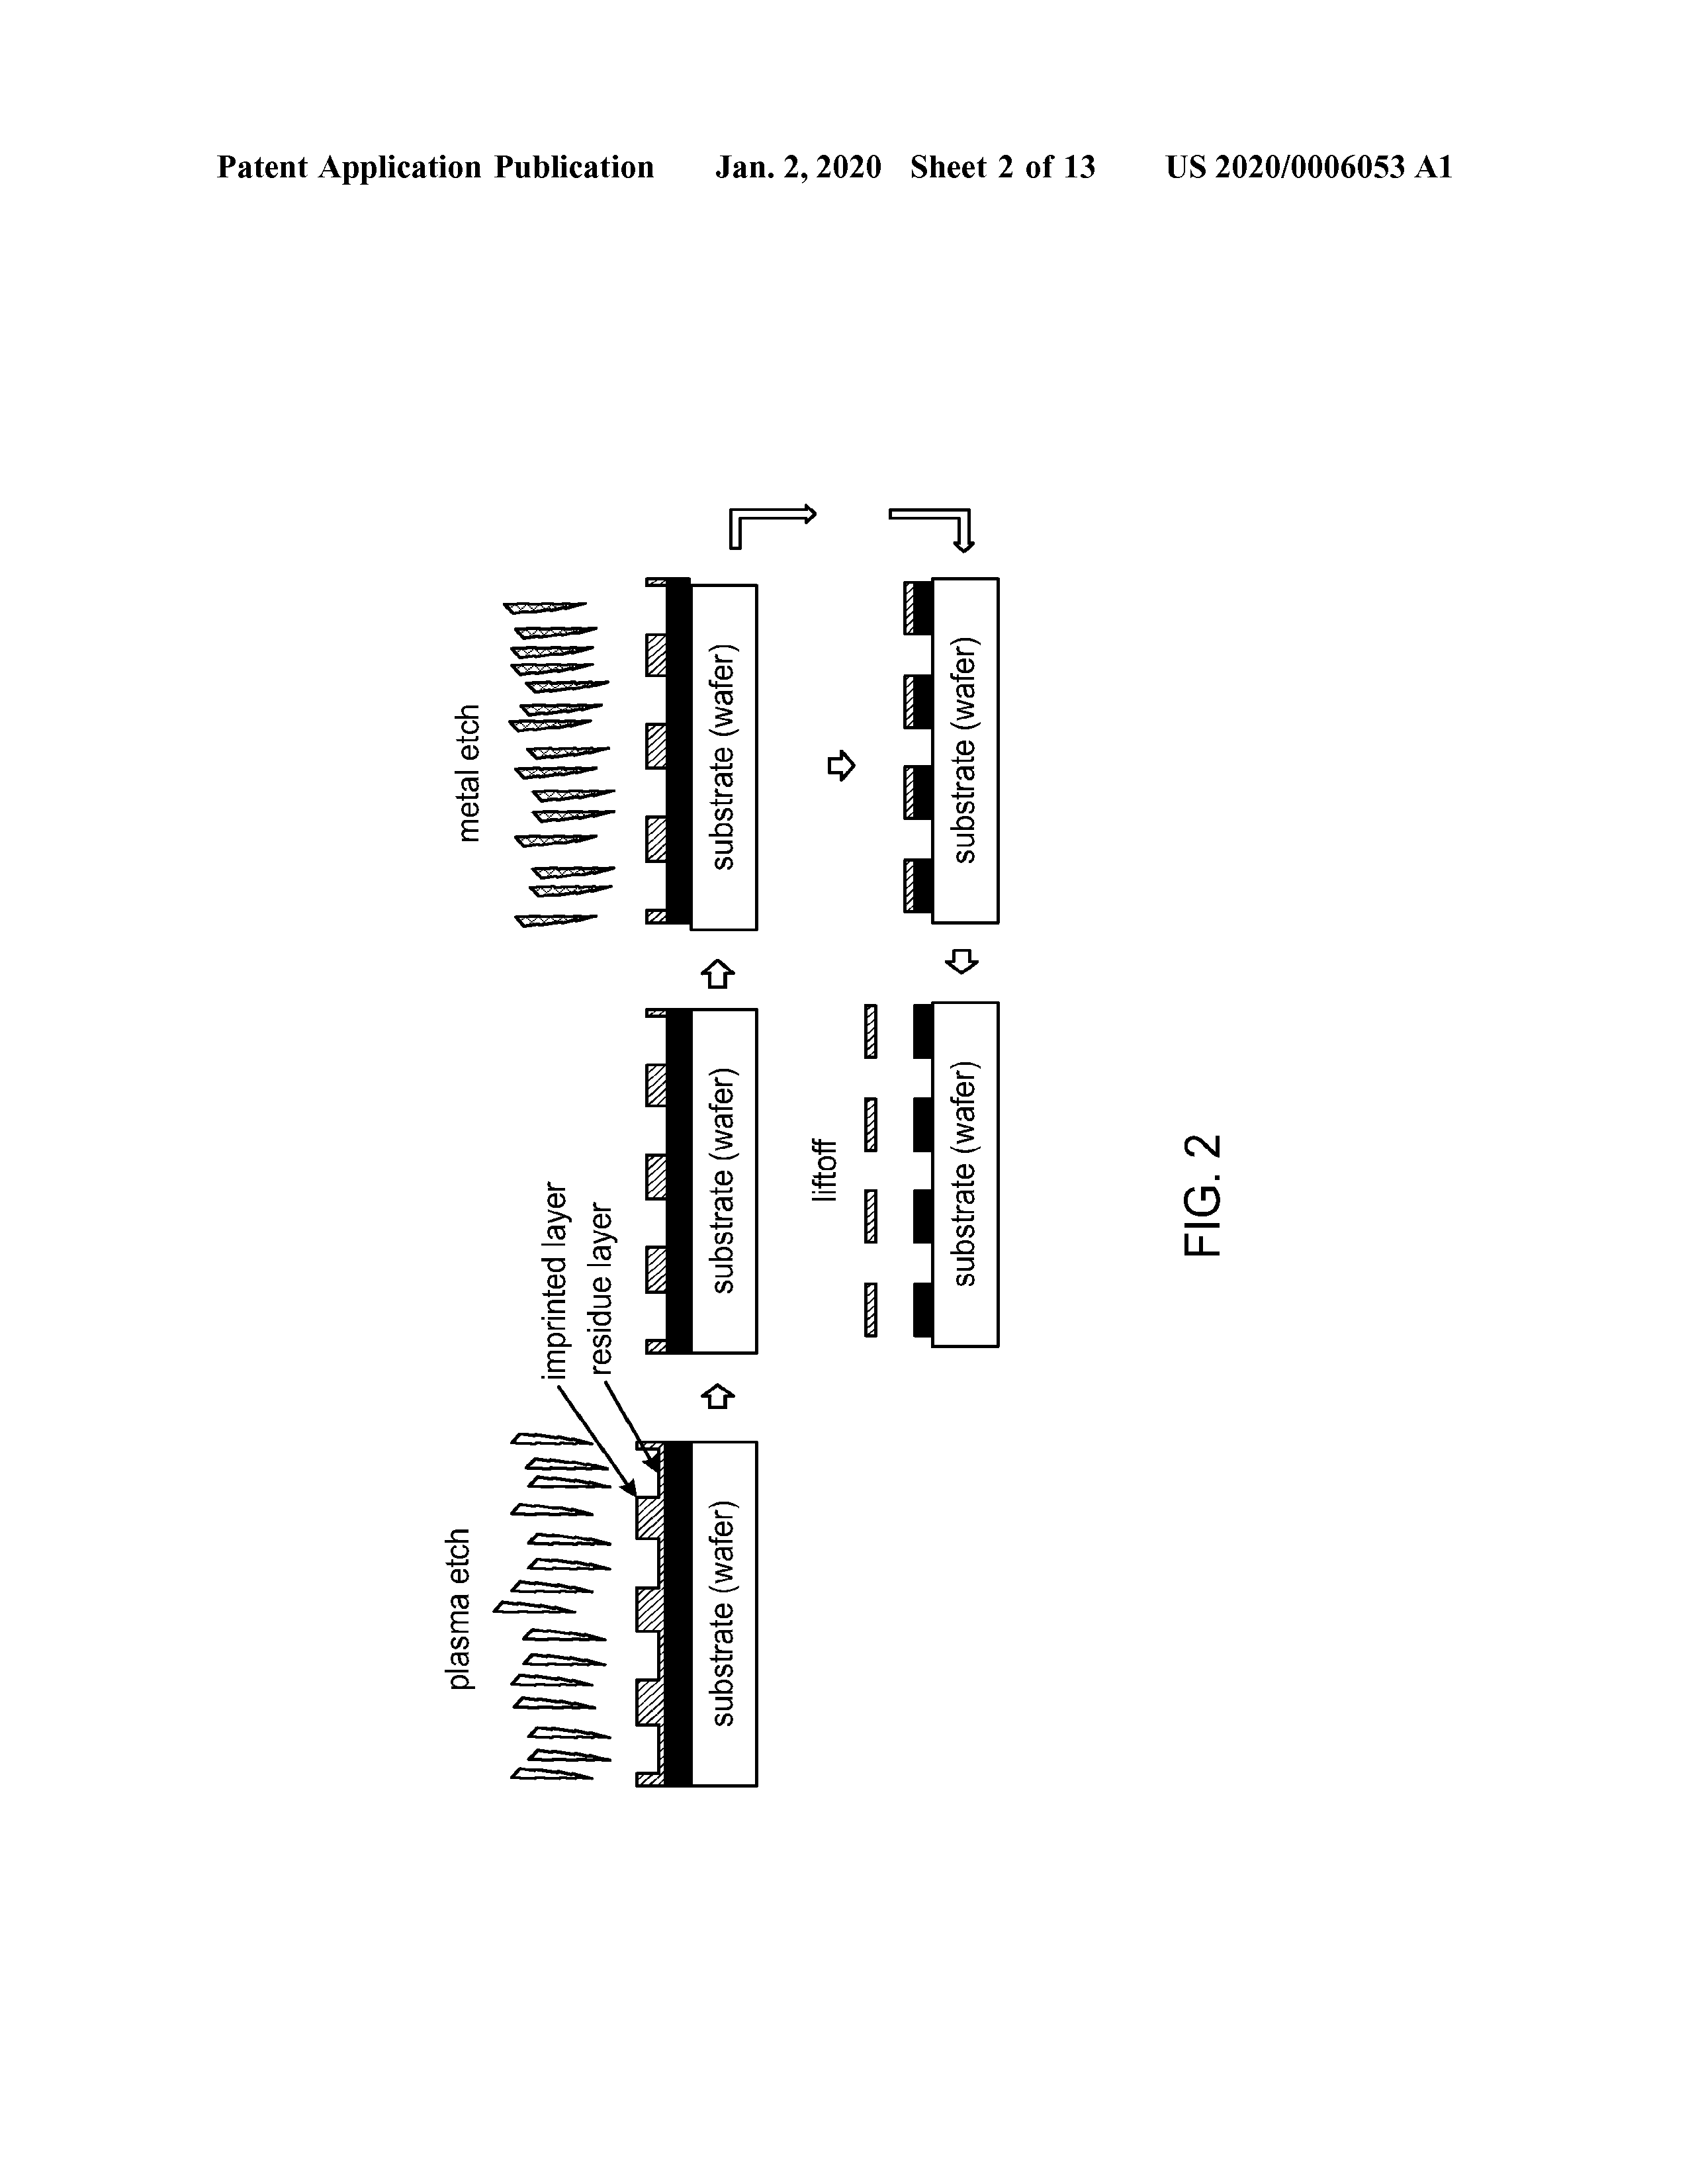 Patent Application Publication Jan. 2, 2020 Sheet 2 of 13 US 2020/0006053 A1
plasma etch
imprinted layer
residue layer
metal etch
substrate (wafer)
substrate (wafer)
substrate (wafer)
liftoff
substrate (wafer)
substrate (wafer)
FIG. 2